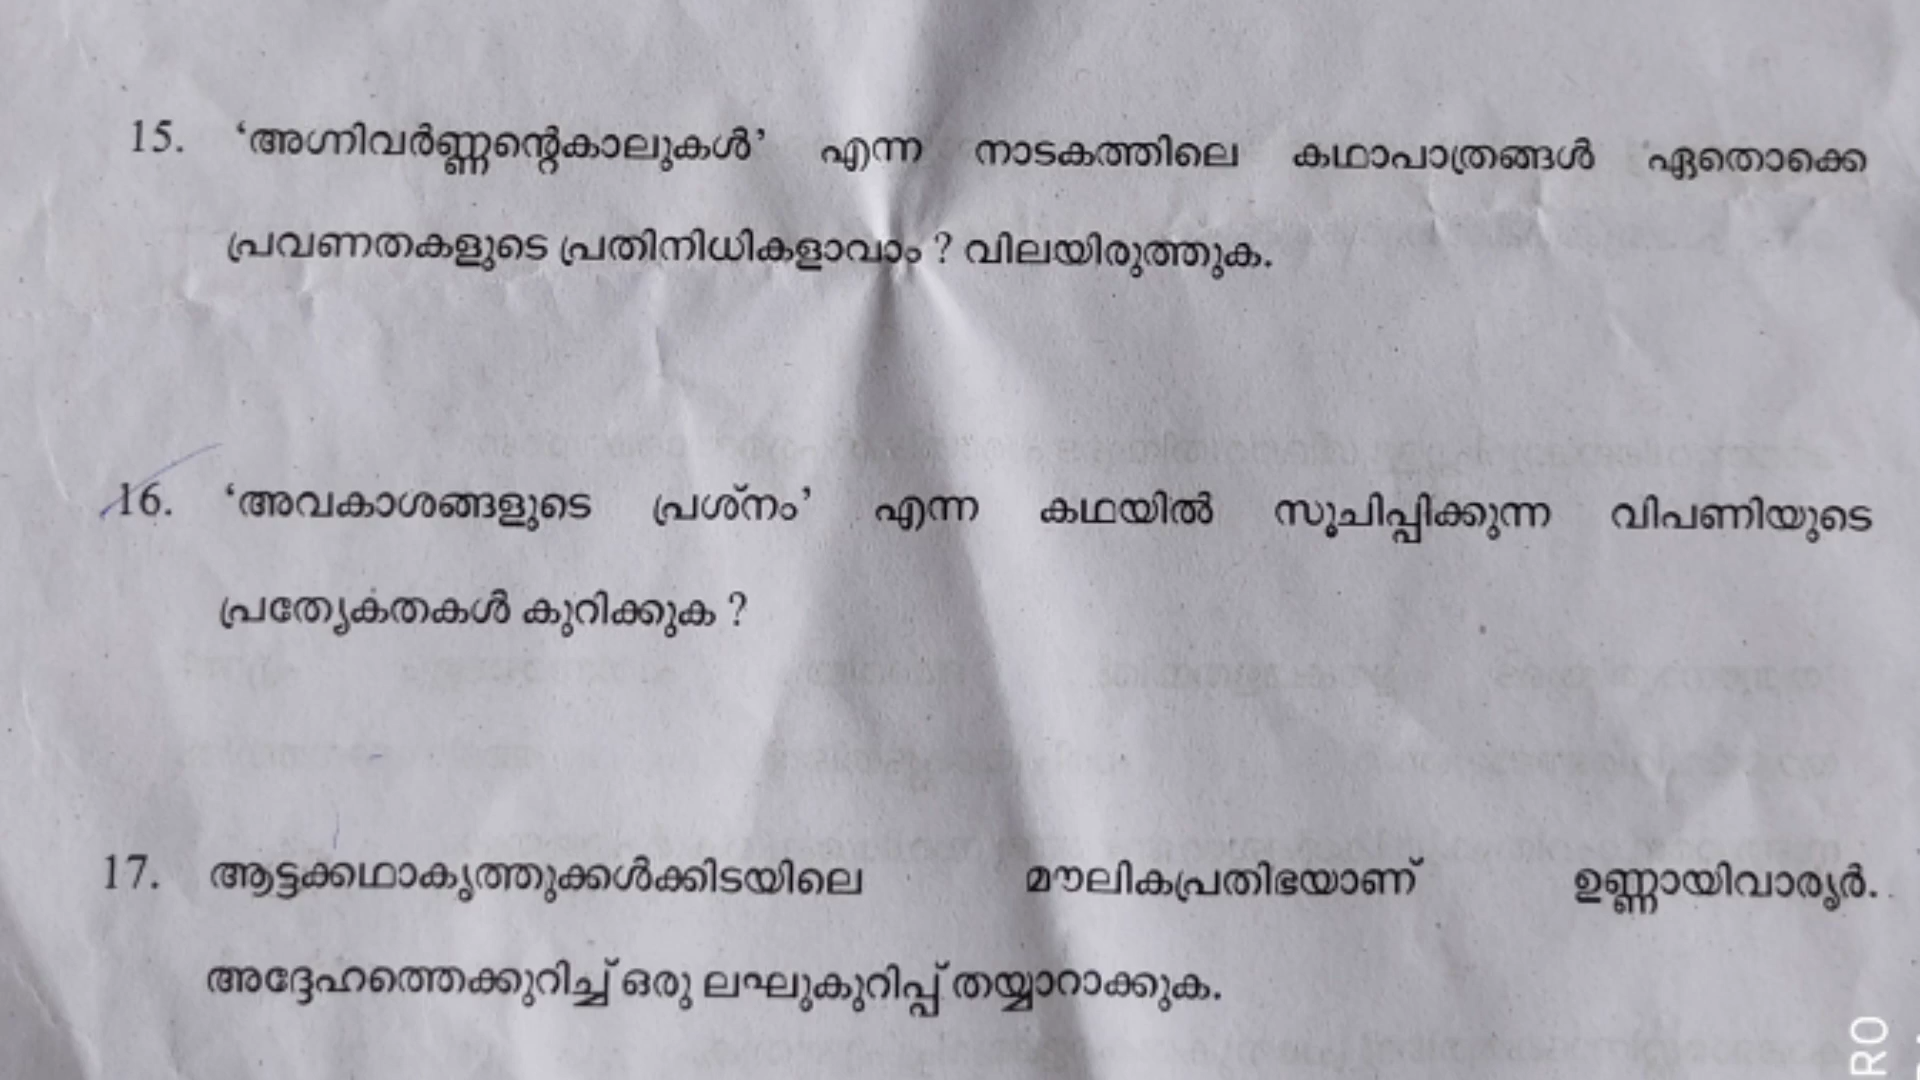 15. ‘അഗ്നിവർണ്ണന്റെകാലുകൾ’ എന്ന നാടകത്തിലെ കഥാപാത്രങ്ങൾ ഏതൊക്കെ
പ്രവണതകളുടെ പ്രതിനിധികളാവാം ? വിലയിരുത്തുക.
16. ‘അവകാശങ്ങളുടെ പ്രശ്നം’ എന്ന കഥയിൽ സൂചിപ്പിക്കുന്ന വിപണിയുടെ
പ്രത്യേകതകൾ കുറിക്കുക ?
17. ആട്ടക്കഥാകൃത്തുക്കൾക്കിടയിലെ മൗലികപ്രതിഭയാണ് ഉണ്ണായിവാര്യർ.
അദ്ദേഹത്തെക്കുറിച്ച് ഒരു ലഘുകുറിപ്പ് തയ്യാറാക്കുക.
RO